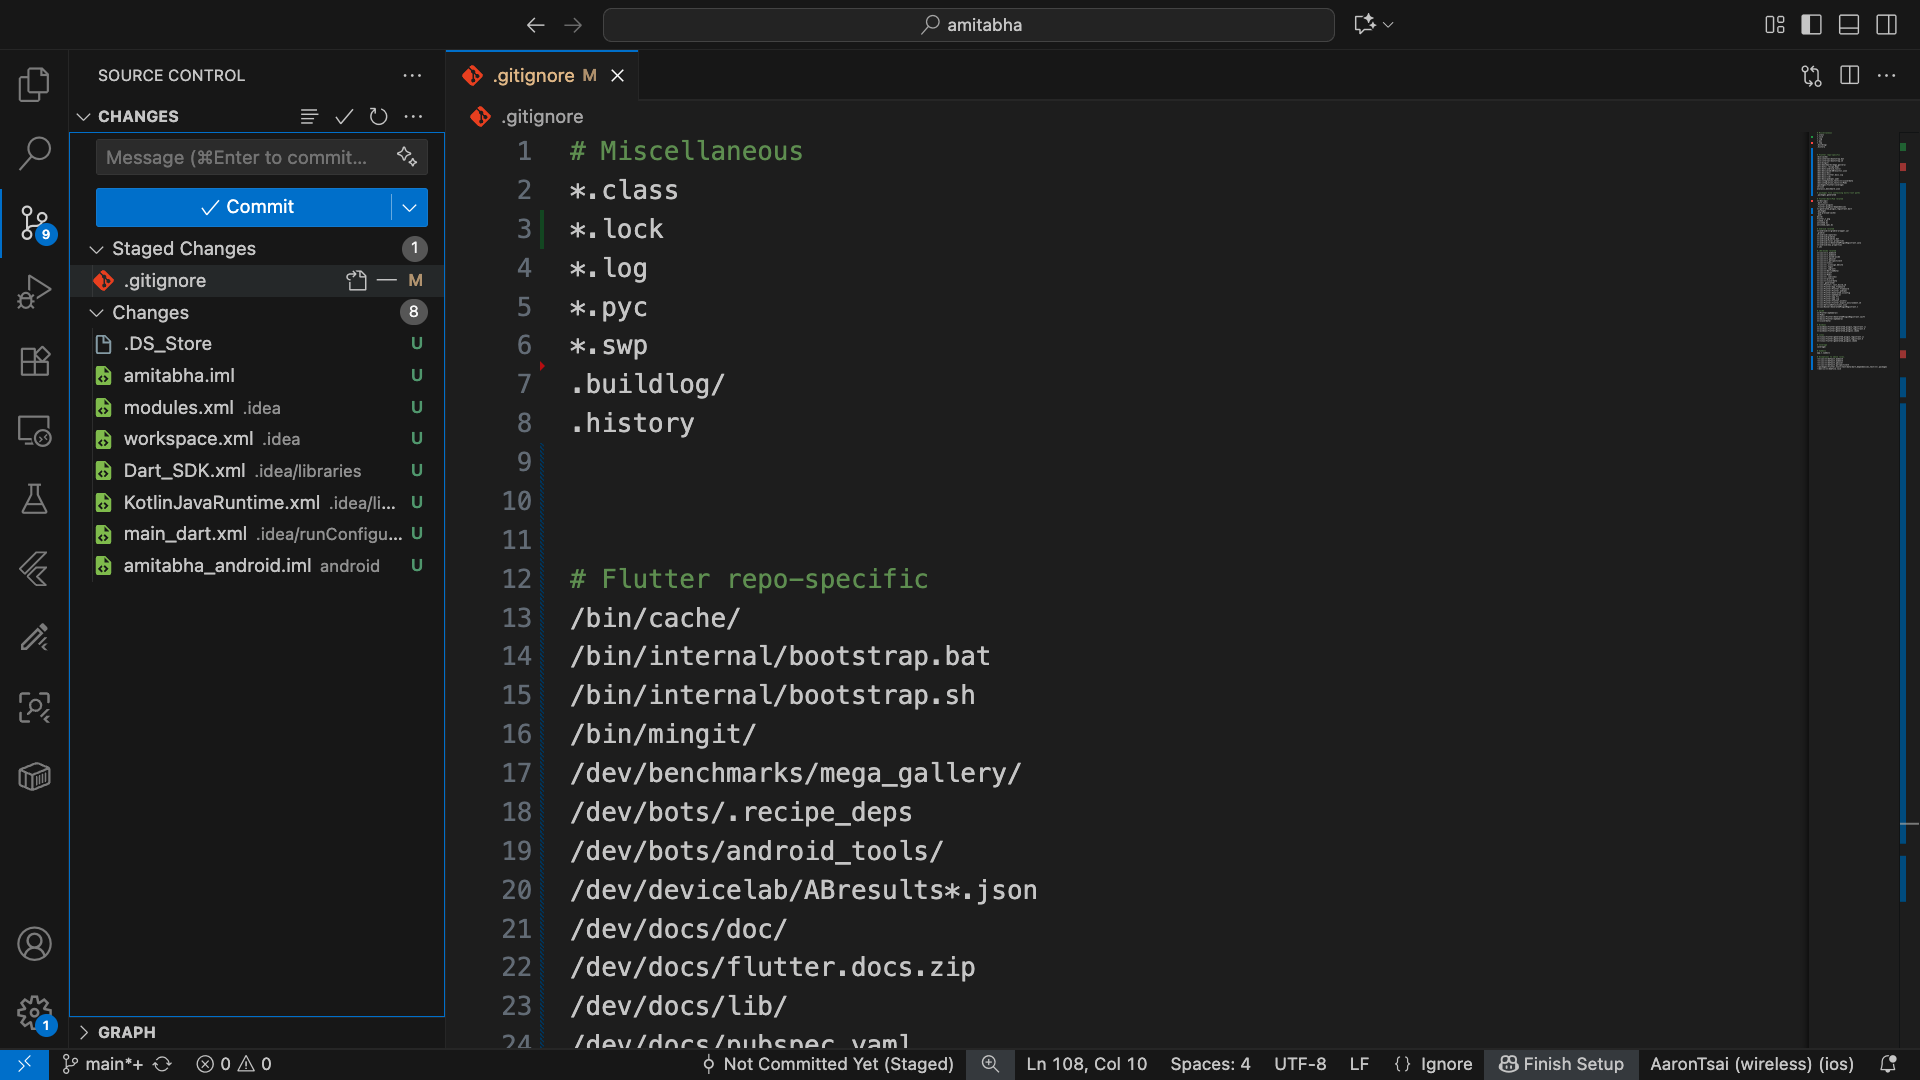 amitabha
SOURCE CONTROL
CHANGES
Message (⌘Enter to commit...
Commit
Staged Changes
1
.gitignore
M
Changes
8
.DS_Store
U
amitabha.iml
U
modules.xml .idea
U
workspace.xml .idea
U
Dart_SDK.xml .idea/libraries
U
KotlinJavaRuntime.xml .idea/li...
U
main_dart.xml .idea/runConfigu...
U
amitabha_android.iml android
U
GRAPH
9
1
.gitignore M
.gitignore
1 # Miscellaneous
2 *.class
3 *.lock
4 *.log
5 *.pyc
6 *.swp
7 .buildlog/
8 .history
9
10
11
12 # Flutter repo-specific
13 /bin/cache/
14 /bin/internal/bootstrap.bat
15 /bin/internal/bootstrap.sh
16 /bin/mingit/
17 /dev/benchmarks/mega_gallery/
18 /dev/bots/.recipe_deps
19 /dev/bots/android_tools/
20 /dev/devicelab/ABresults*.json
21 /dev/docs/doc/
22 /dev/docs/flutter.docs.zip
23 /dev/docs/lib/
24 /dev/docs/pubspec.yaml
main*+
0
0
Not Committed Yet (Staged)
Ln 108, Col 10
Spaces: 4
UTF-8
LF
{} Ignore
Finish Setup
AaronTsai (wireless) (ios)